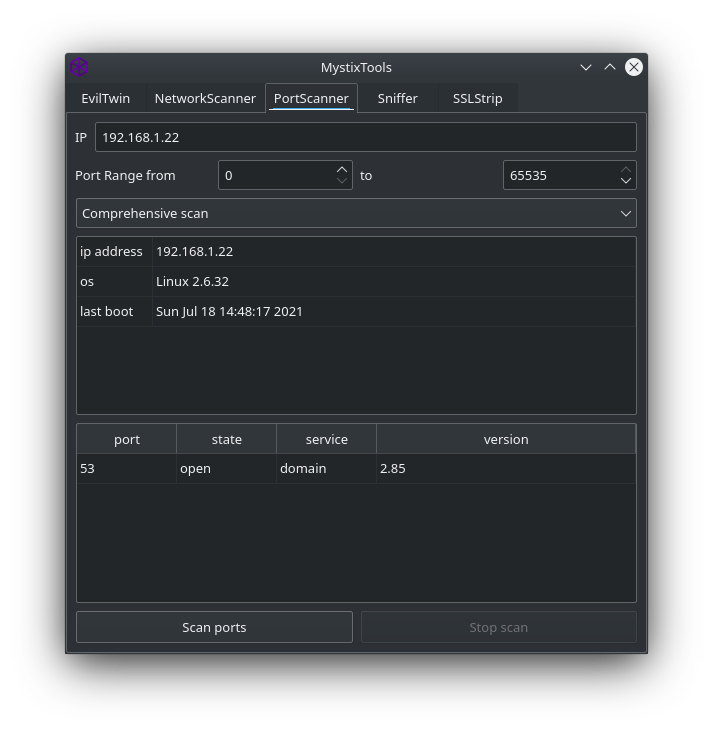 MystixTools
EvilTwin NetworkScanner PortScanner Sniffer SSLStrip
IP 192.168.1.22
Port Range from 0 to 65535
Comprehensive scan
ip address 192.168.1.22
os Linux 2.6.32
last boot Sun Jul 18 14:48:17 2021
port state service version
53 open domain 2.85
Scan ports Stop scan